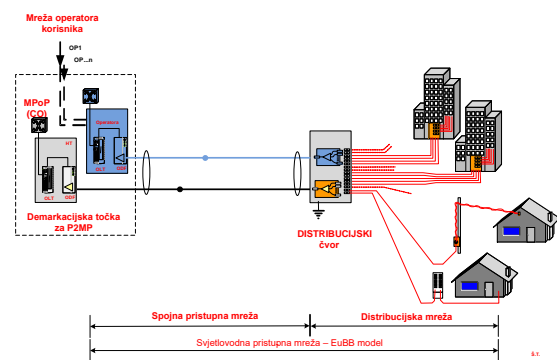 Mreža operatora
korisnika
OP1
OP...n
MPoP
(CO)
Operatora
HT
OLT
ODF
OLT
ODF
Demarkacijska točka
za P2MP
DISTRIBUCIJSKI
čvor
Spojna pristupna mreža
Distribucijska mreža
Svjetlovodna pristupna mreža – EuBB model